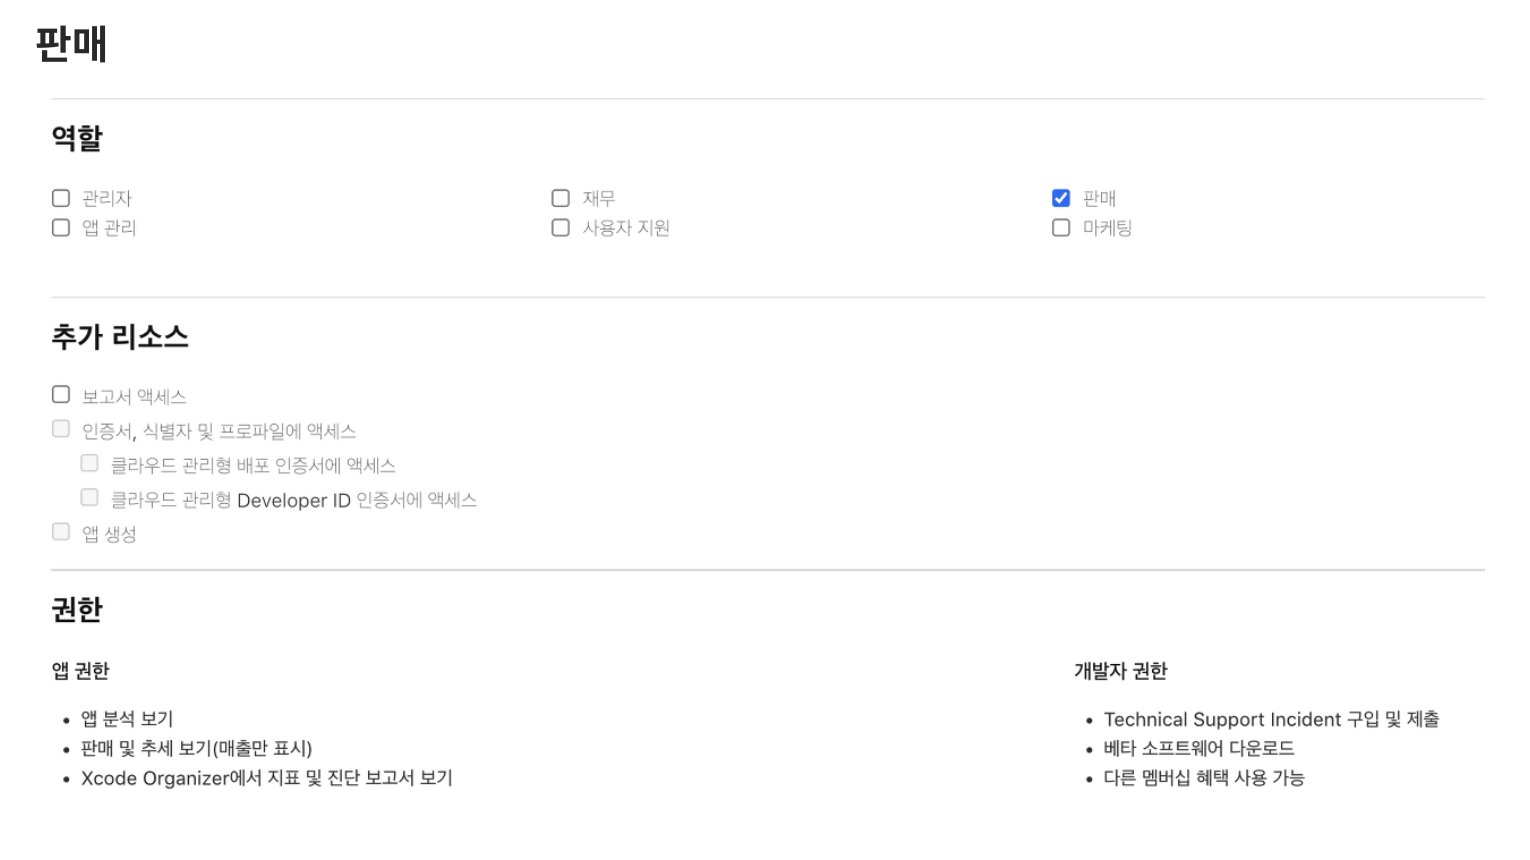 판매
역할
관리자
재무
판매
앱 관리
사용자 지원
마케팅
추가 리소스
보고서 액세스
인증서, 식별자 및 프로파일에 액세스
클라우드 관리형 배포 인증서에 액세스
클라우드 관리형 Developer ID 인증서에 액세스
앱 생성
권한
앱 권한
앱 분석 보기
판매 및 추세 보기(매출만 표시)
Xcode Organizer에서 지표 및 진단 보고서 보기
개발자 권한
Technical Support Incident 구입 및 제출
베타 소프트웨어 다운로드
다른 멤버십 혜택 사용 가능